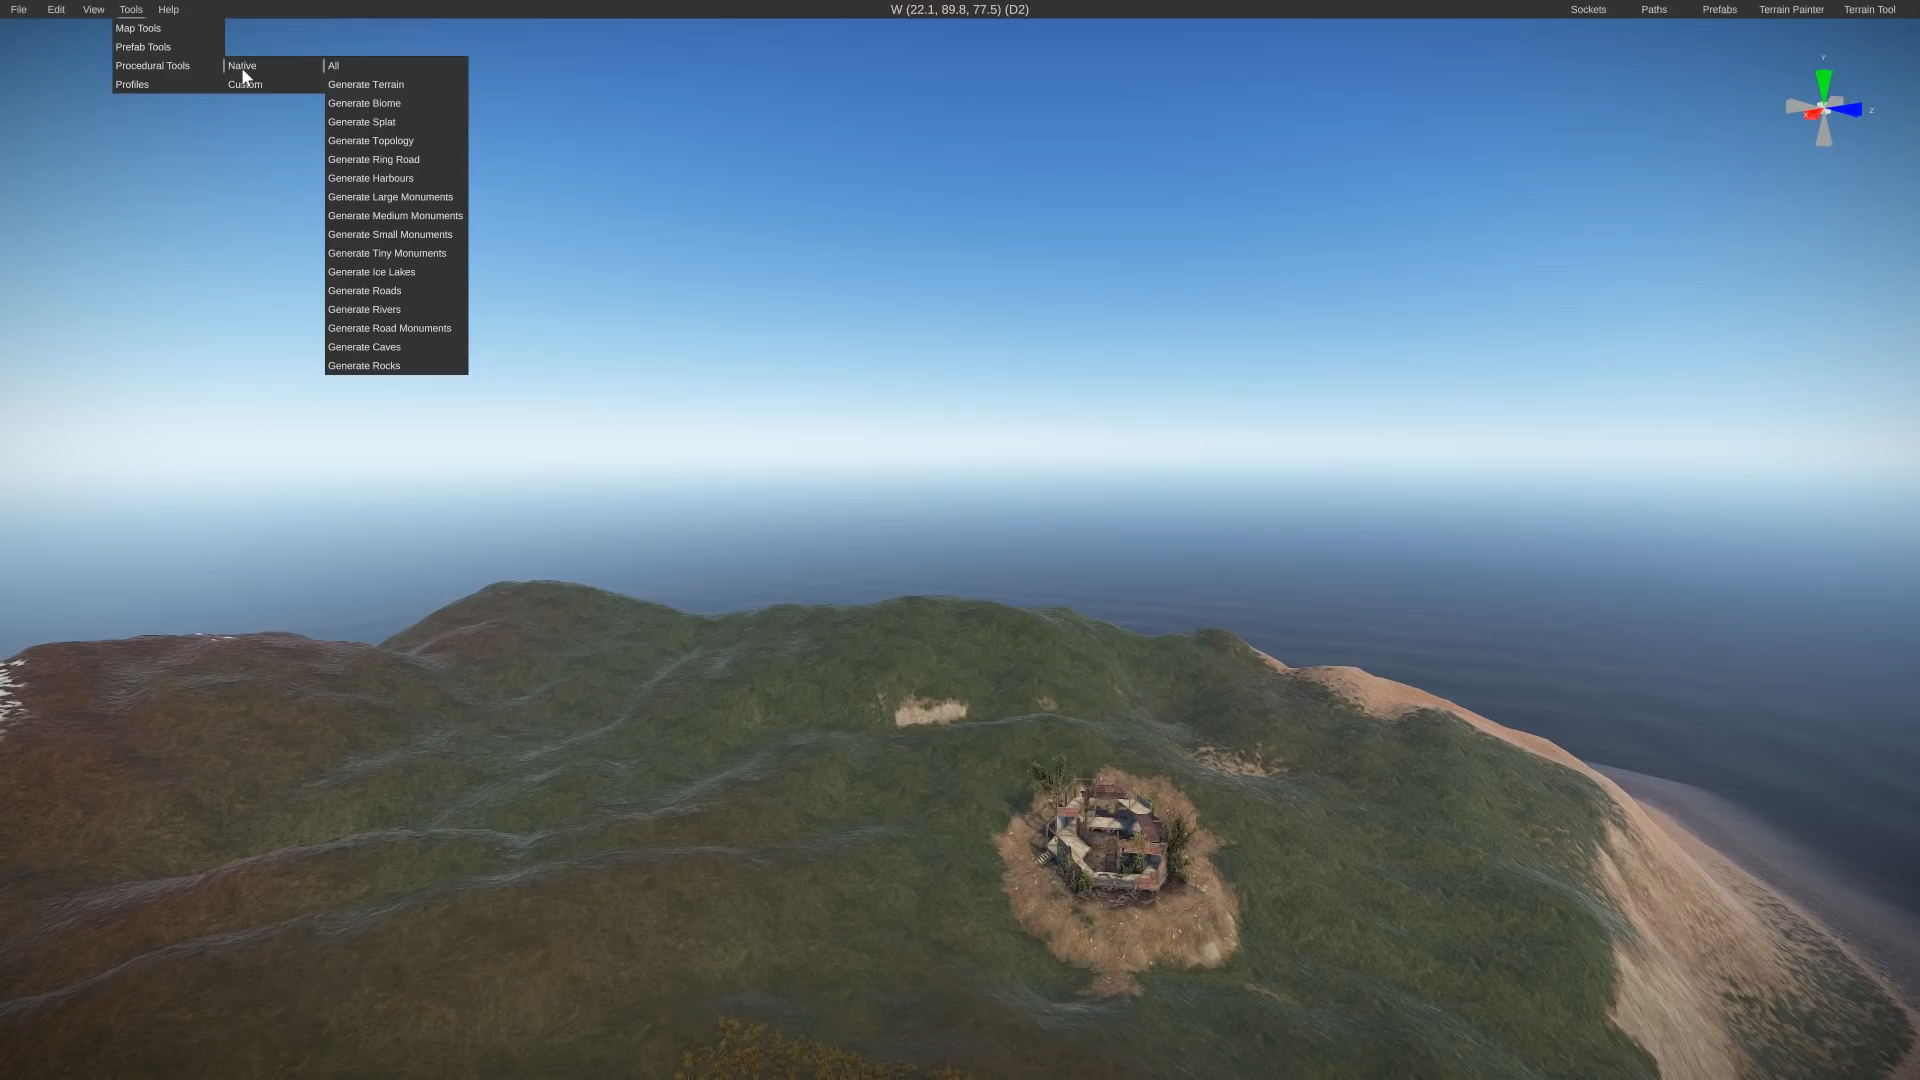 File Edit View Tools Help W (22.1, 89.8, 77.5) (D2) Sockets Paths Prefabs Terrain Painter Terrain Tool
Map Tools
Prefab Tools
Procedural Tools
Profiles
Native
Custom
All
Generate Terrain
Generate Biome
Generate Splat
Generate Topology
Generate Ring Road
Generate Harbours
Generate Large Monuments
Generate Medium Monuments
Generate Small Monuments
Generate Tiny Monuments
Generate Ice Lakes
Generate Roads
Generate Rivers
Generate Road Monuments
Generate Caves
Generate Rocks
Y
X
Z